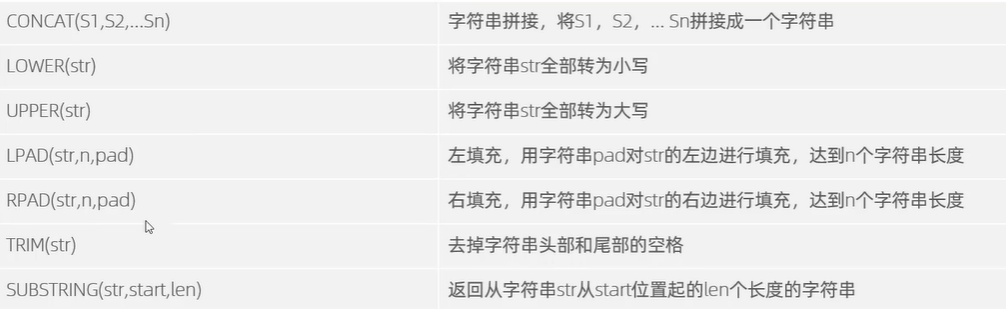 CONCAT(S1,S2,...Sn) 字符串拼接，将S1，S2，... Sn拼接成一个字符串
LOWER(str) 将字符串str全部转为小写
UPPER(str) 将字符串str全部转为大写
LPAD(str,n,pad) 左填充，用字符串pad对str的左边进行填充，达到n个字符串长度
RPAD(str,n,pad) 右填充，用字符串pad对str的右边进行填充，达到n个字符串长度
TRIM(str) 去掉字符串头部和尾部的空格
SUBSTRING(str,start,len) 返回从字符串str从start位置起的len个长度的字符串